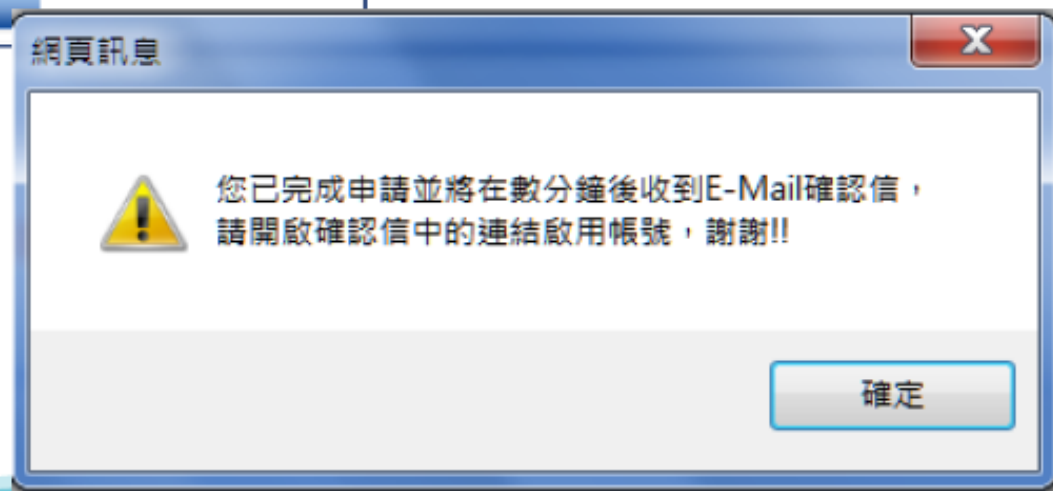 網頁訊息
您已完成申請並將在數分鐘後收到E-Mail確認信，
請開啟確認信中的連結啟用帳號，謝謝!!
確定